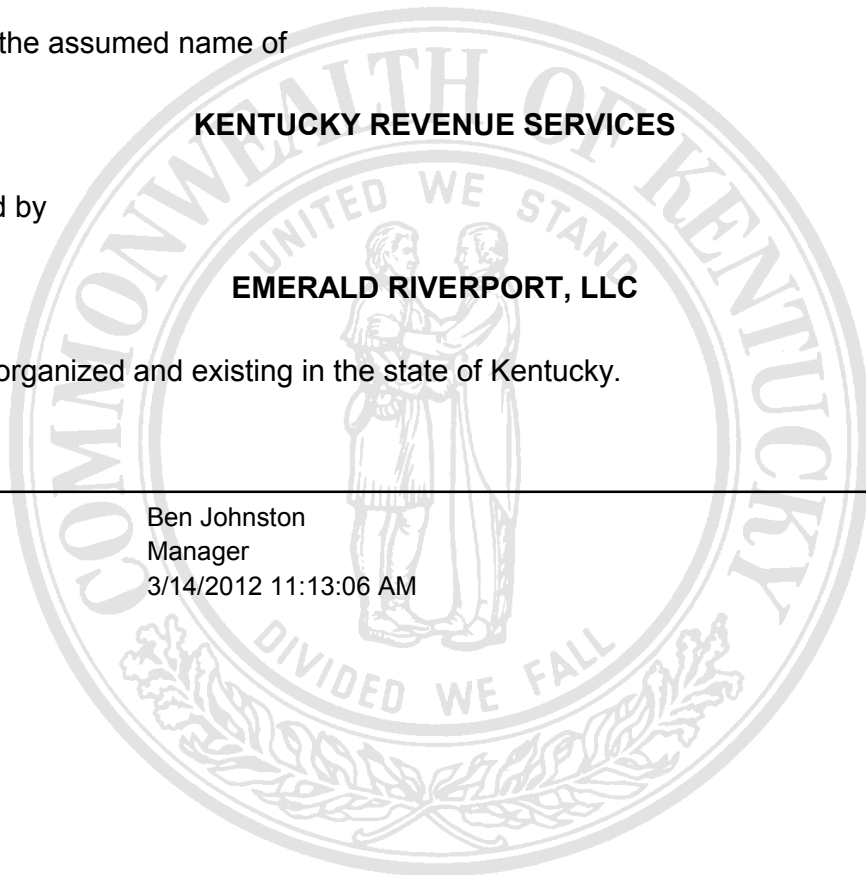 the assumed name of
KENTUCKY REVENUE SERVICES
d by
EMERALD RIVERPORT, LLC
organized and existing in the state of Kentucky.
Ben Johnston
Manager
3/14/2012 11:13:06 AM
COMMONWEALTH OF KENTUCKY
UNITED WE STAND
DIVIDED WE FALL